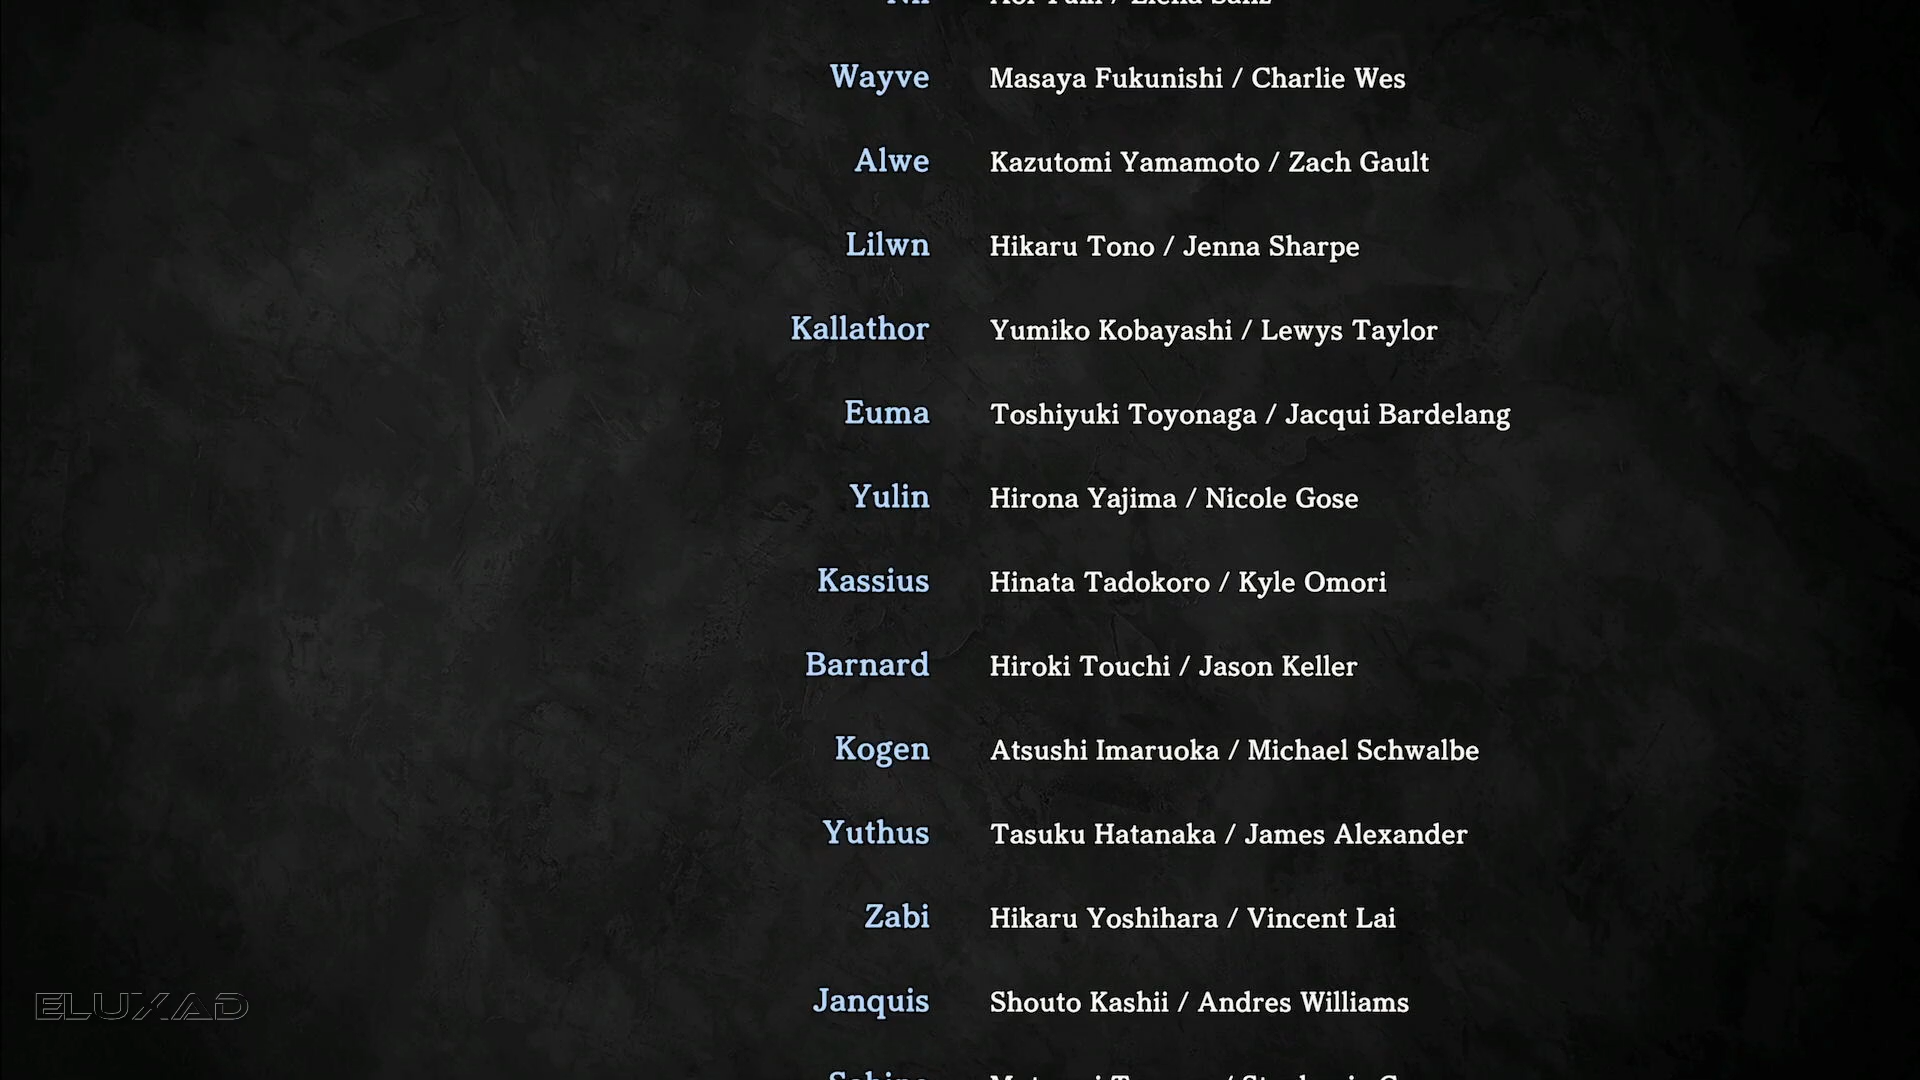 Wayve Masaya Fukunishi / Charlie Wes
Alwe Kazutomi Yamamoto / Zach Gault
Lilwn Hikaru Tono / Jenna Sharpe
Kallathor Yumiko Kobayashi / Lewys Taylor
Euma Toshiyuki Toyonaga / Jacqui Bardelang
Yulin Hirona Yajima / Nicole Gose
Kassius Hinata Tadokoro / Kyle Omori
Barnard Hiroki Touchi / Jason Keller
Kogen Atsushi Imaruoka / Michael Schwalbe
Yuthus Tasuku Hatanaka / James Alexander
Zabi Hikaru Yoshihara / Vincent Lai
Janquis Shouto Kashii / Andres Williams
ELUXAD